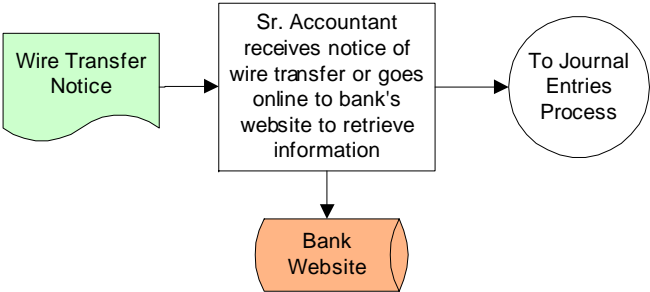 Wire Transfer
Notice
Sr. Accountant
receives notice of
wire transfer or goes
online to bank's
website to retrieve
information
To Journal
Entries
Process
Bank
Website